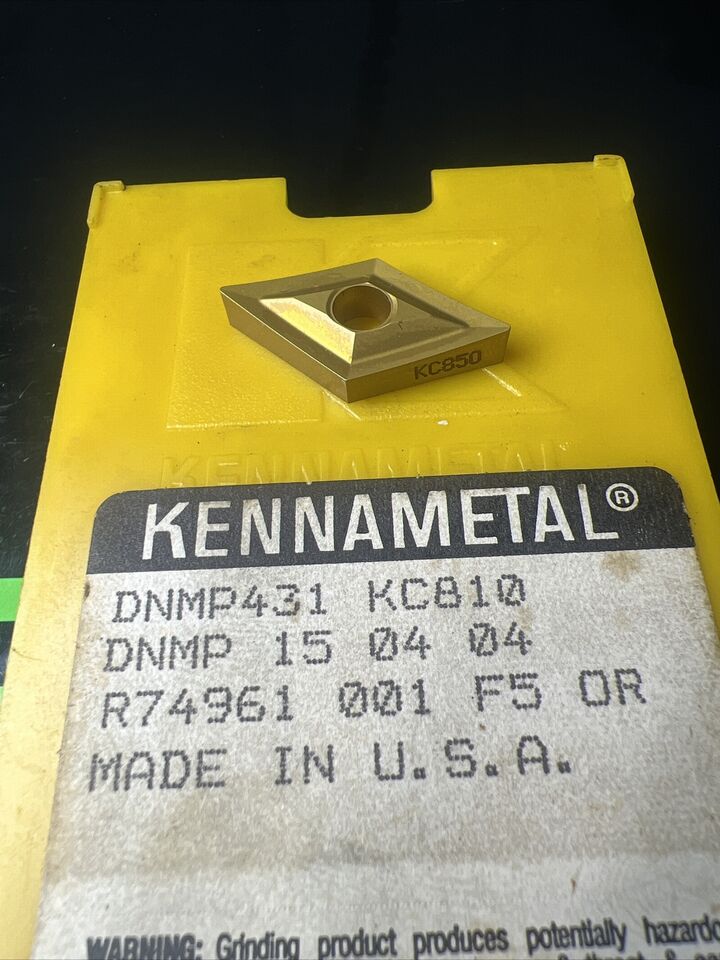 KC850
KENNAMETAL
KENNAMETAL®
DNMP431 KC810
DNMP 15 04 04
R74961 001 F5 OR
MADE IN U.S.A.
WARNING: Grinding product produces potentially